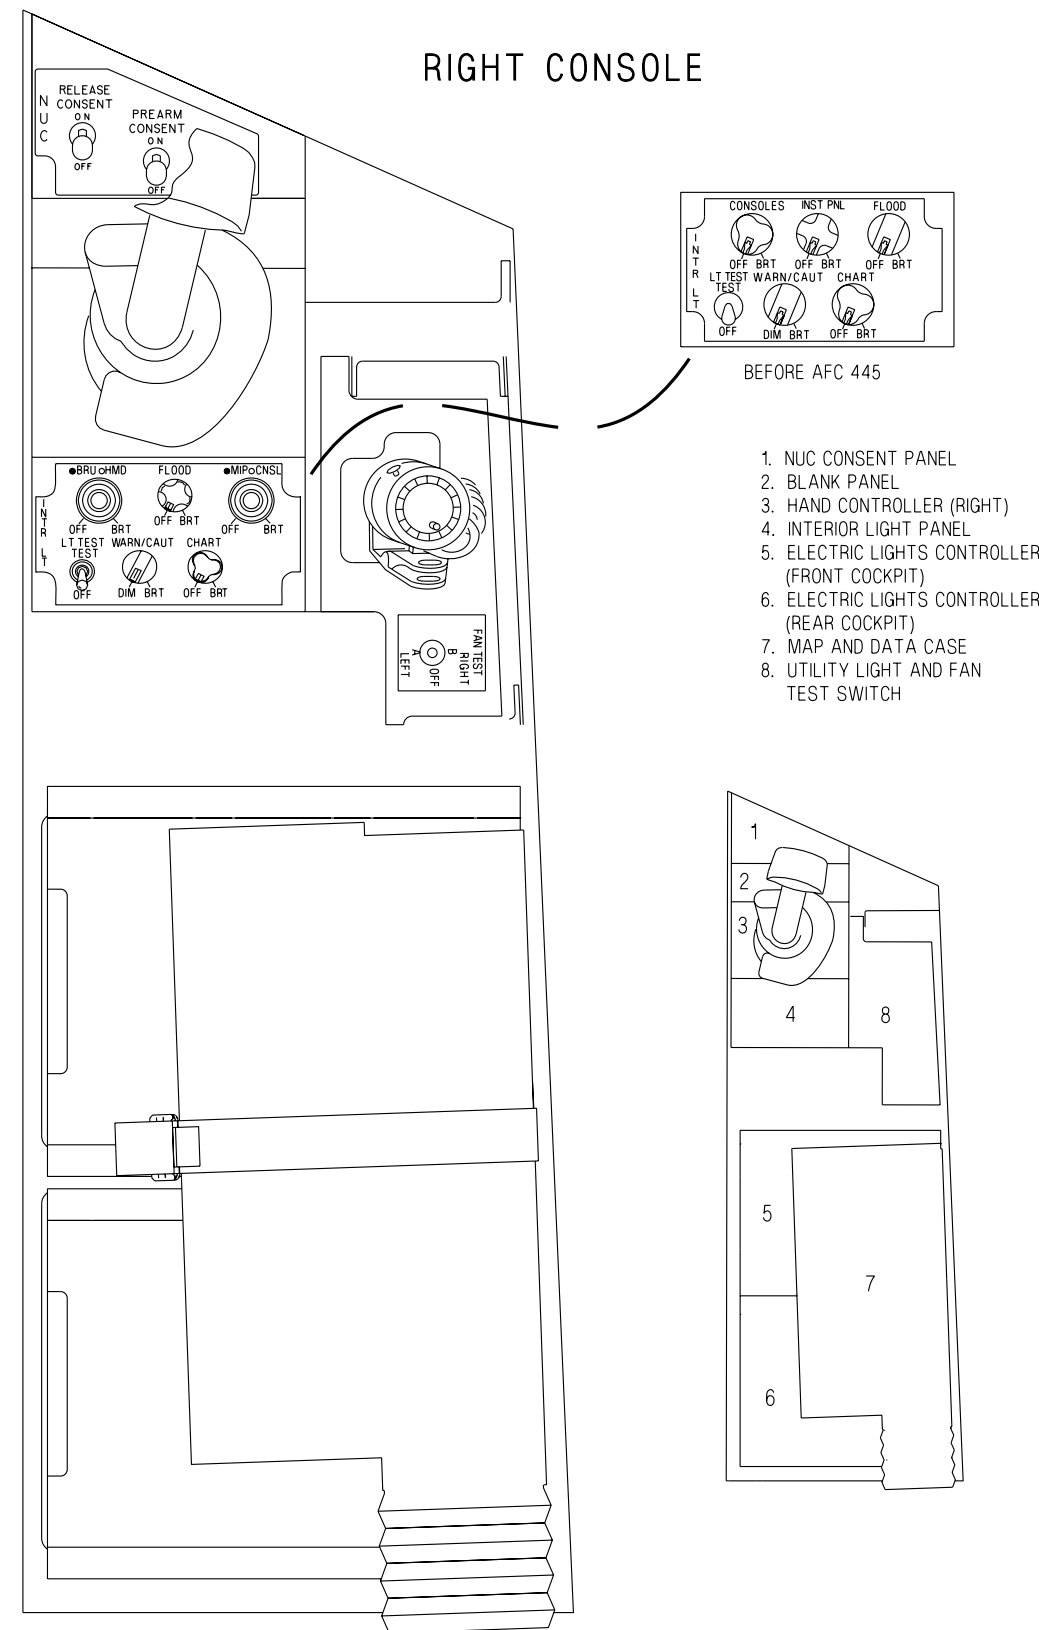 RIGHT CONSOLE
NUC
RELEASE
CONSENT
ON
OFF
PREARM
CONSENT
ON
OFF
CONSOLES INST PNL FLOOD
INTR LT
OFF BRT OFF BRT OFF BRT
LT TEST WARN/CAUT CHART
TEST
OFF DIM BRT OFF BRT
BEFORE AFC 445
1. NUC CONSENT PANEL
2. BLANK PANEL
3. HAND CONTROLLER (RIGHT)
4. INTERIOR LIGHT PANEL
5. ELECTRIC LIGHTS CONTROLLER
(FRONT COCKPIT)
6. ELECTRIC LIGHTS CONTROLLER
(REAR COCKPIT)
7. MAP AND DATA CASE
8. UTILITY LIGHT AND FAN
TEST SWITCH
●BRU○HMD FLOOD ●MIP○CNSL
INTR LT
OFF BRT OFF BRT OFF BRT
LT TEST WARN/CAUT CHART
TEST
OFF DIM BRT OFF BRT
FAN TEST
RIGHT
B
OFF
A
LEFT
1
2
3
4
8
5
7
6